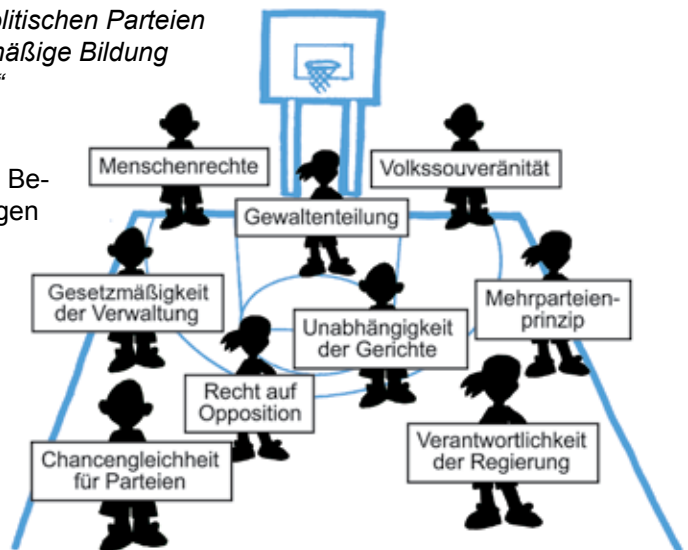 olitischen Parteien
mäßige Bildung
“
Be-
gen
Menschenrechte
Volkssouveränität
Gewaltenteilung
Gesetzmäßigkeit
der Verwaltung
Unabhängigkeit
der Gerichte
Mehrparteien-
prinzip
Recht auf
Opposition
Chancengleichheit
für Parteien
Verantwortlichkeit
der Regierung